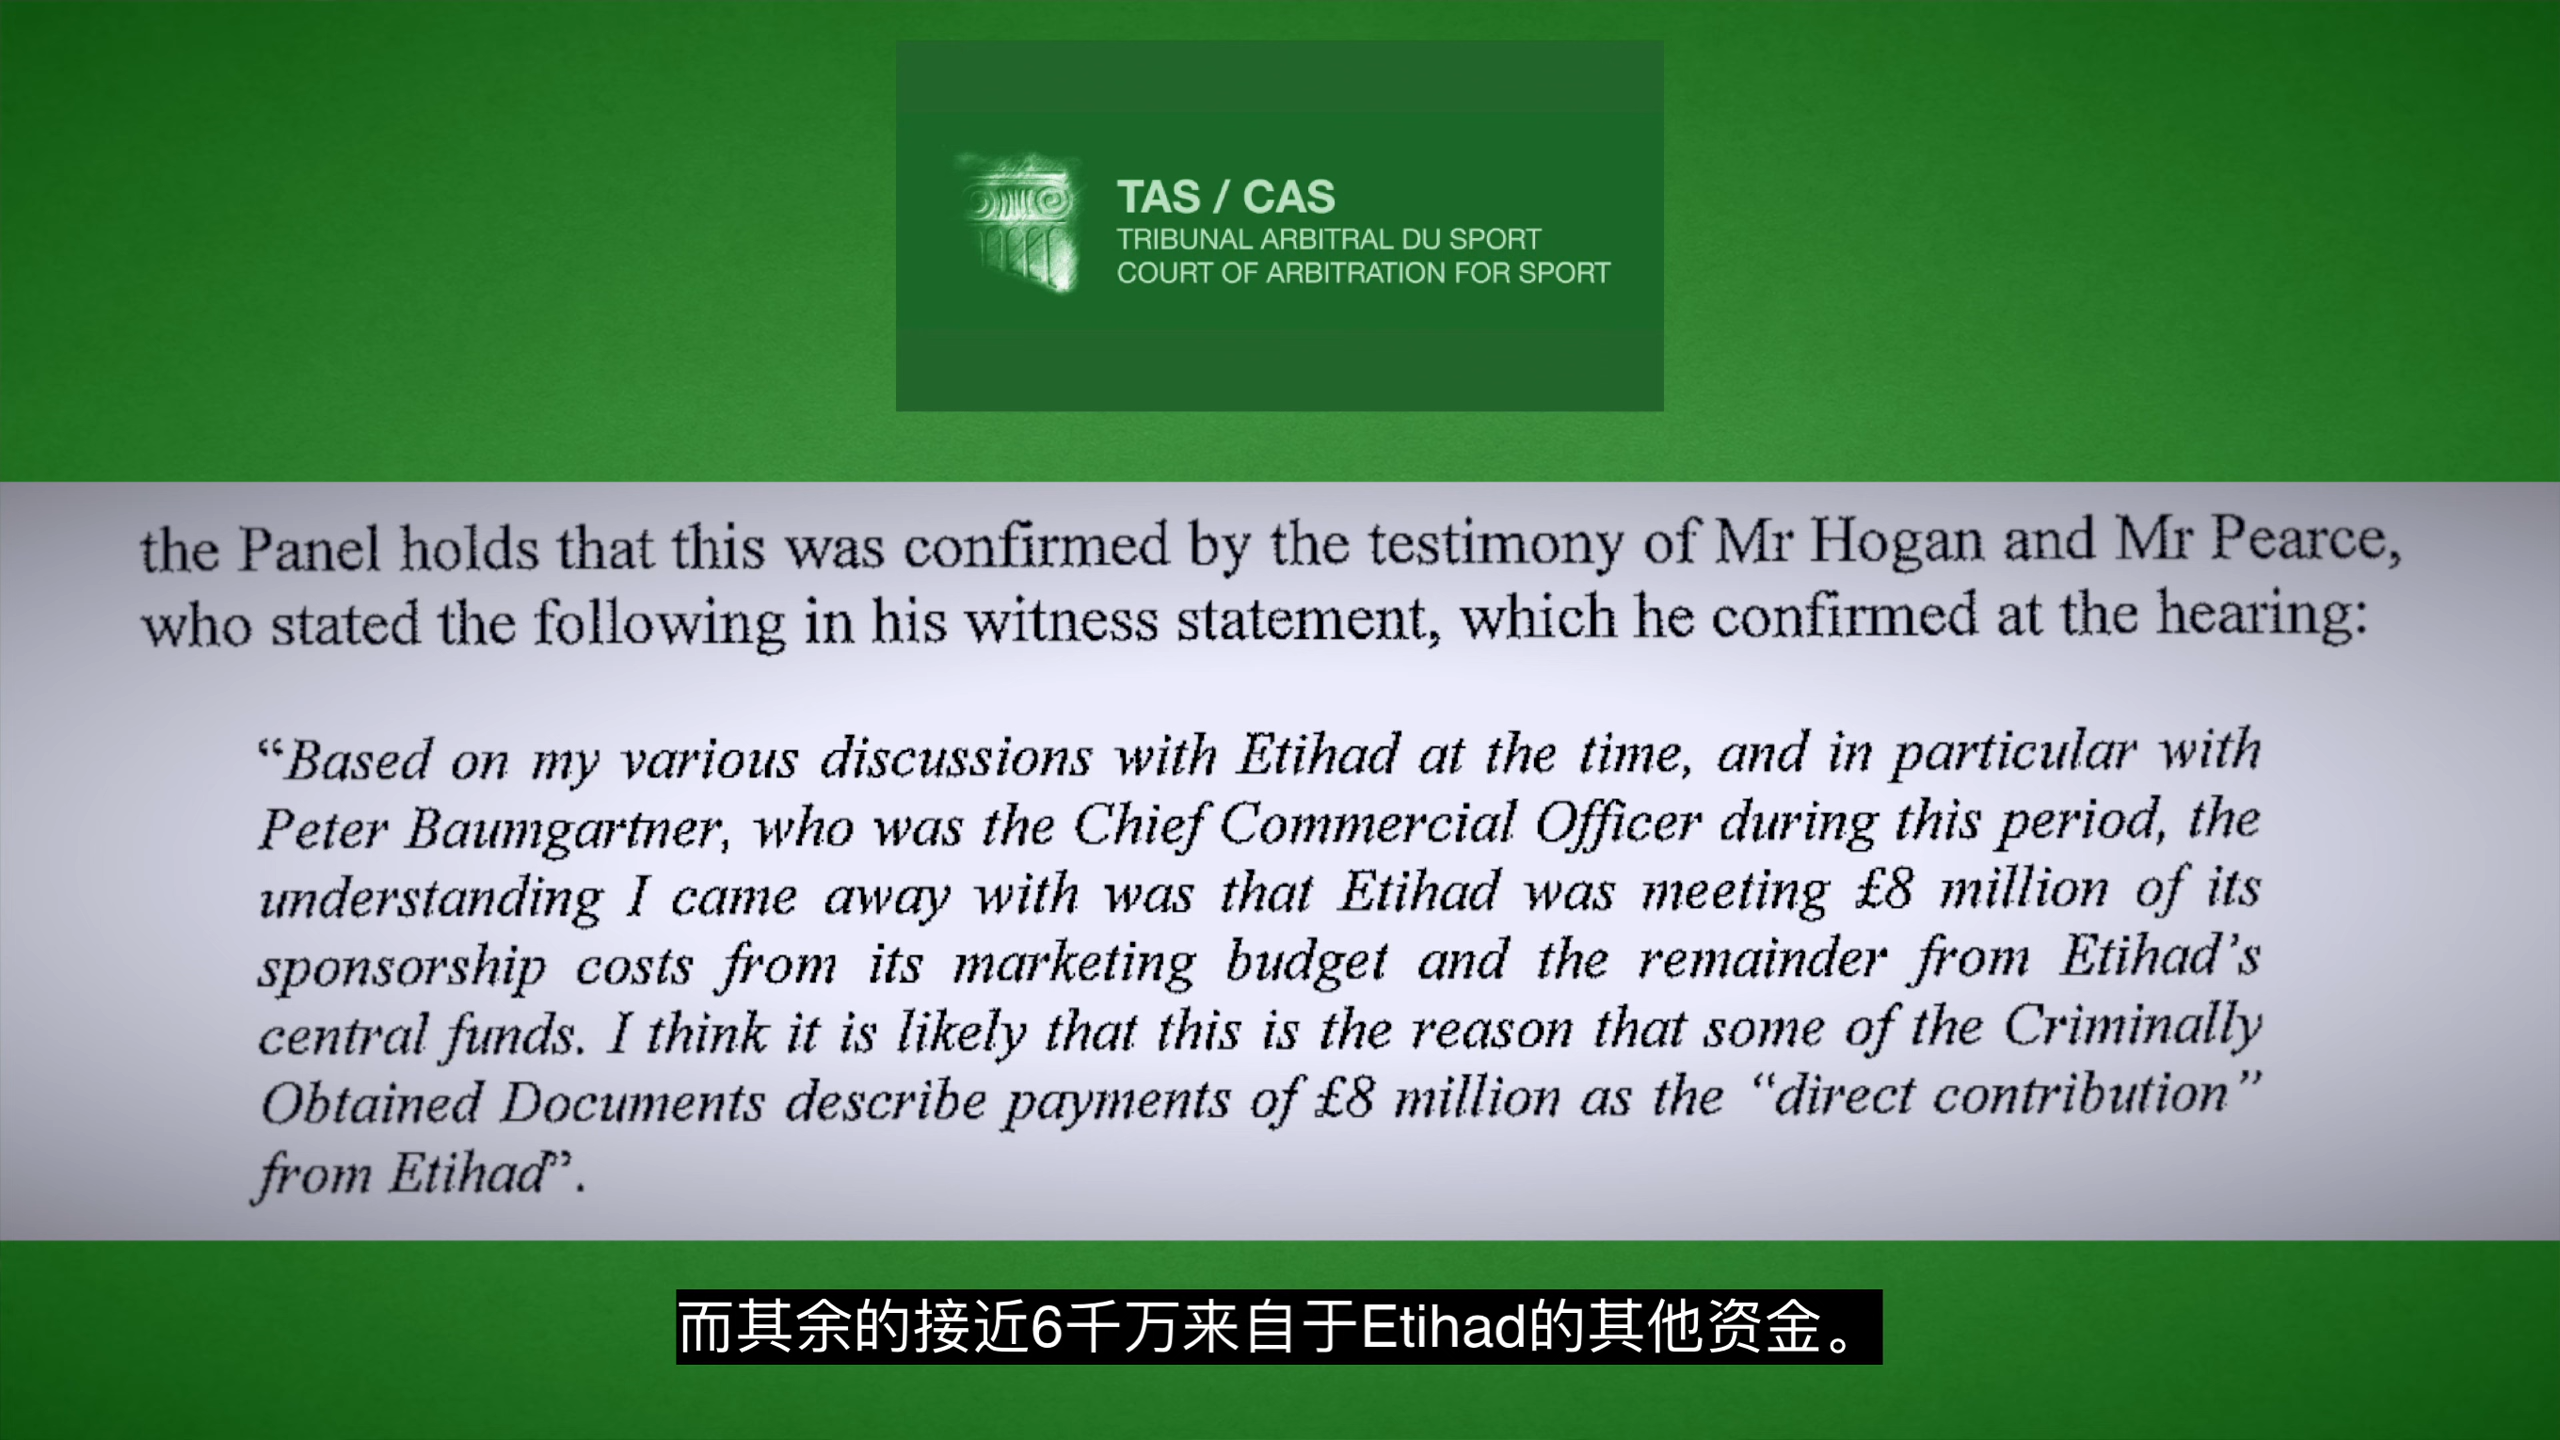 TAS / CAS
TRIBUNAL ARBITRAL DU SPORT
COURT OF ARBITRATION FOR SPORT
the Panel holds that this was confirmed by the testimony of Mr Hogan and Mr Pearce,
who stated the following in his witness statement, which he confirmed at the hearing:
“Based on my various discussions with Etihad at the time, and in particular with
Peter Baumgartner, who was the Chief Commercial Officer during this period, the
understanding I came away with was that Etihad was meeting £8 million of its
sponsorship costs from its marketing budget and the remainder from Etihad’s
central funds. I think it is likely that this is the reason that some of the Criminally
Obtained Documents describe payments of £8 million as the “direct contribution”
from Etihad”.
而其余的接近6千万来自于Etihad的其他资金。